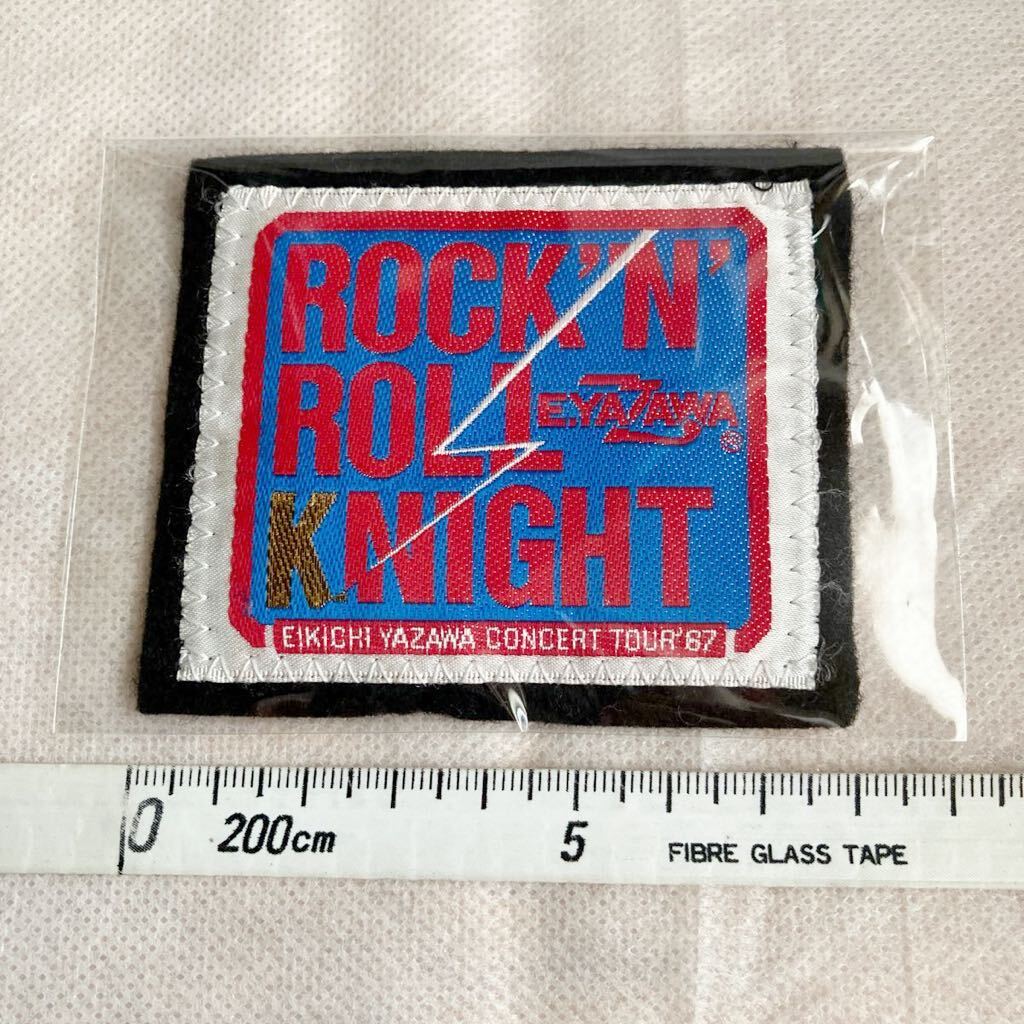 ROCK'N'
ROLL
E.YAZAWA
®
KNIGHT
EIKICHI YAZAWA CONCERT TOUR'87
0 200cm 5 FIBRE GLASS TAPE